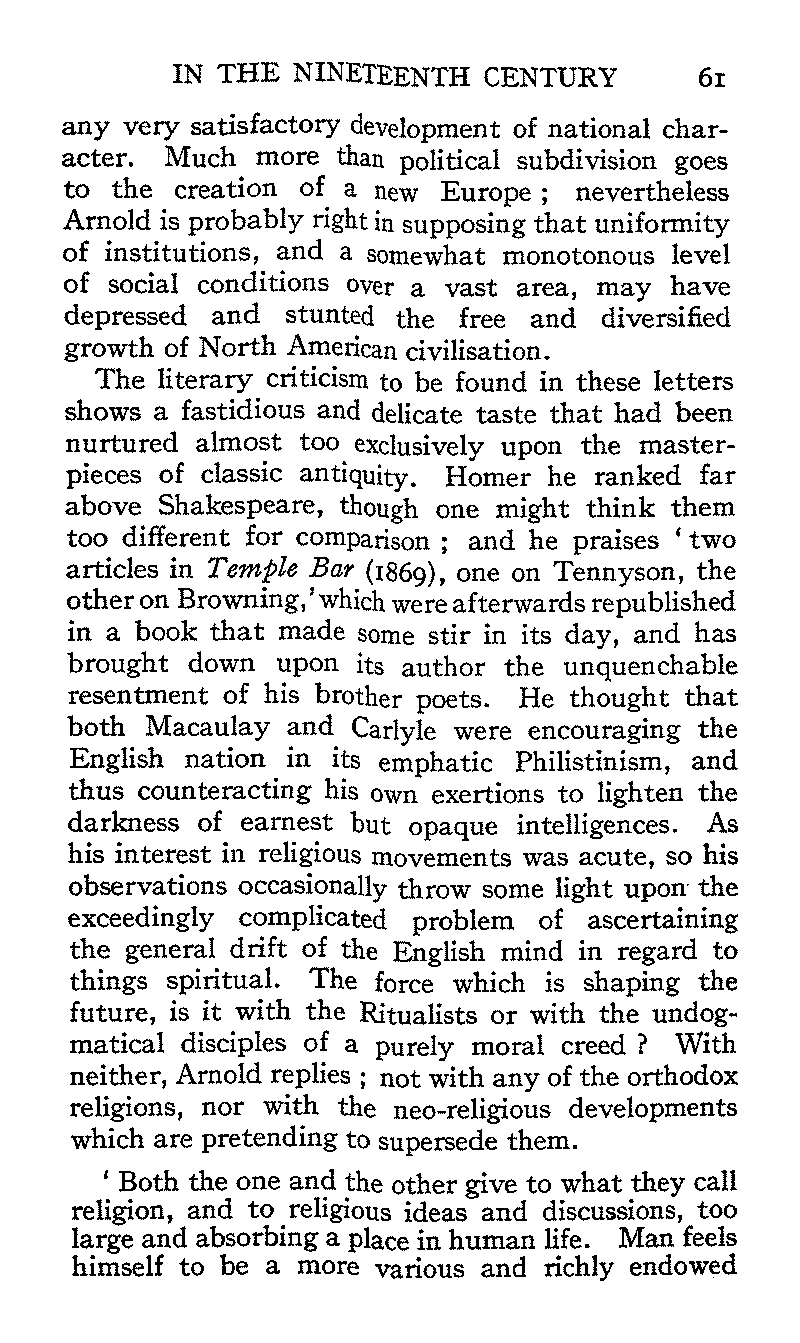 IN THE NINETEENTH CENTURY 61
any very satisfactory development of national char-
acter. Much more than political subdivision goes
to the creation of a new Europe ; nevertheless
Arnold is probably right in supposing that uniformity
of institutions, and a somewhat monotonous level
of social conditions over a vast area, may have
depressed and stunted the free and diversified
growth of North American civilisation.
The literary criticism to be found in these letters
shows a fastidious and delicate taste that had been
nurtured almost too exclusively upon the master-
pieces of classic antiquity. Homer he ranked far
above Shakespeare, though one might think them
too different for comparison ; and he praises ‘ two
articles in Temple Bar (1869), one on Tennyson, the
other on Browning,’ which were afterwards republished
in a book that made some stir in its day, and has
brought down upon its author the unquenchable
resentment of his brother poets. He thought that
both Macaulay and Carlyle were encouraging the
English nation in its emphatic Philistinism, and
thus counteracting his own exertions to lighten the
darkness of earnest but opaque intelligences. As
his interest in religious movements was acute, so his
observations occasionally throw some light upon the
exceedingly complicated problem of ascertaining
the general drift of the English mind in regard to
things spiritual. The force which is shaping the
future, is it with the Ritualists or with the undog-
matical disciples of a purely moral creed ? With
neither, Arnold replies ; not with any of the orthodox
religions, nor with the neo-religious developments
which are pretending to supersede them.
‘ Both the one and the other give to what they call
religion, and to religious ideas and discussions, too
large and absorbing a place in human life. Man feels
himself to be a more various and richly endowed